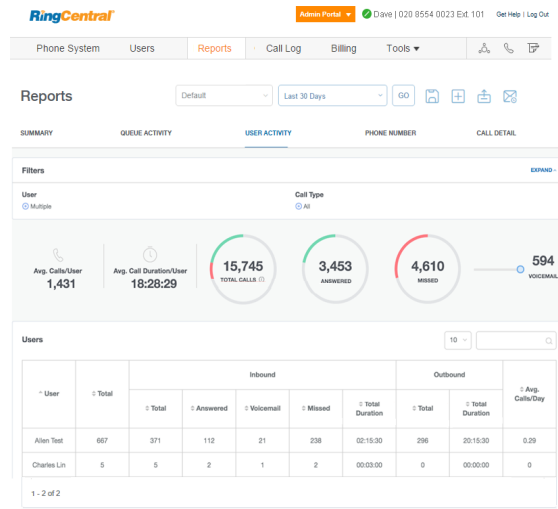 RingCentral
Admin Portal
Dave | 020 8554 0023 Ext. 101
Get Help | Log Out
Phone System
Users
Reports
Call Log
Billing
Tools
Reports
Default
Last 30 Days
GO
SUMMARY
QUEUE ACTIVITY
USER ACTIVITY
PHONE NUMBER
CALL DETAIL
Filters
EXPAND
User
Multiple
Call Type
All
Avg. Calls/User
1,431
Avg. Call Duration/User
18:28:29
15,745
TOTAL CALLS
3,453
ANSWERED
4,610
MISSED
594
VOICEMAIL
Users
10
Inbound
Outbound
User
Total
Total
Answered
Voicemail
Missed
Total Duration
Total
Total Duration
Avg. Calls/Day
Allen Test 667 371 112 21 238 02:15:30 296 20:15:30 0.29
Charles Lin 5 5 2 1 2 00:03:00 0 00:00:00 0
1 - 2 of 2